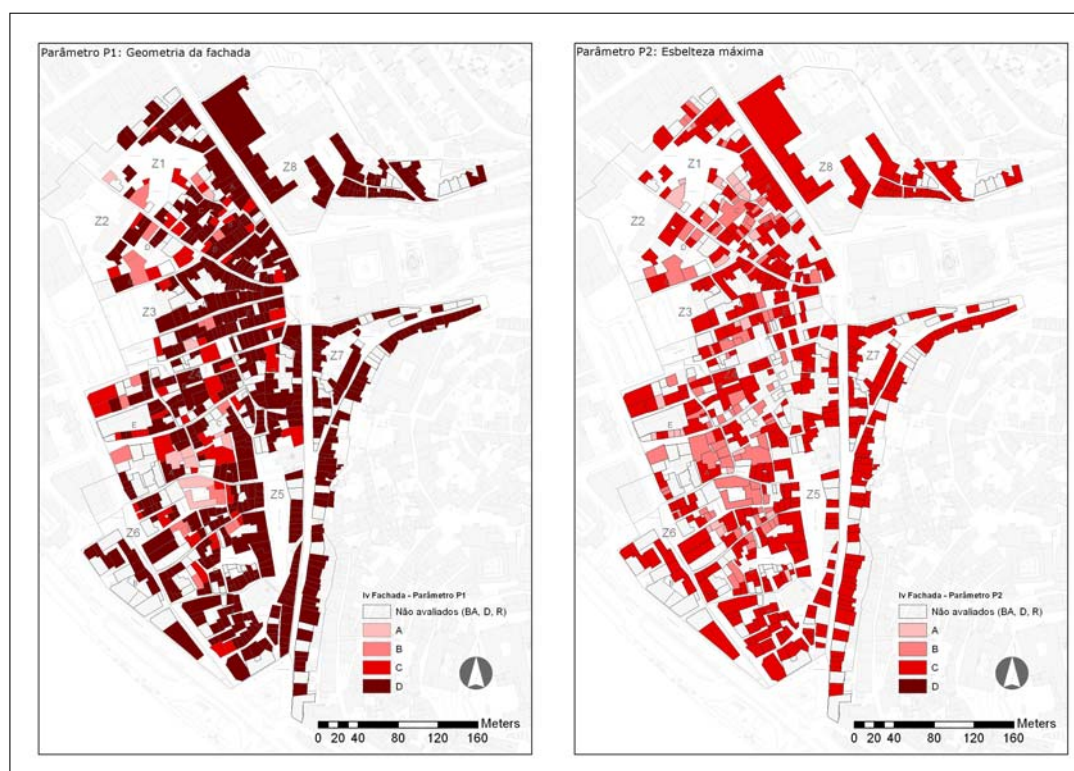 Parâmetro P1: Geometria da fachada
Z1
Z8
Z2
D
Z3
Z7
E
C
Z5
Z6
Iv Fachada - Parâmetro P1
Não avaliados (BA, D, R)
A
B
C
D
Meters
0 20 40 80 120 160
Parâmetro P2: Esbelteza máxima
Z1
Z8
Z2
Z3
Z7
E
C
Z5
Z6
Iv Fachada - Parâmetro P2
Não avaliados (BA, D, R)
A
B
C
D
Meters
0 20 40 80 120 160